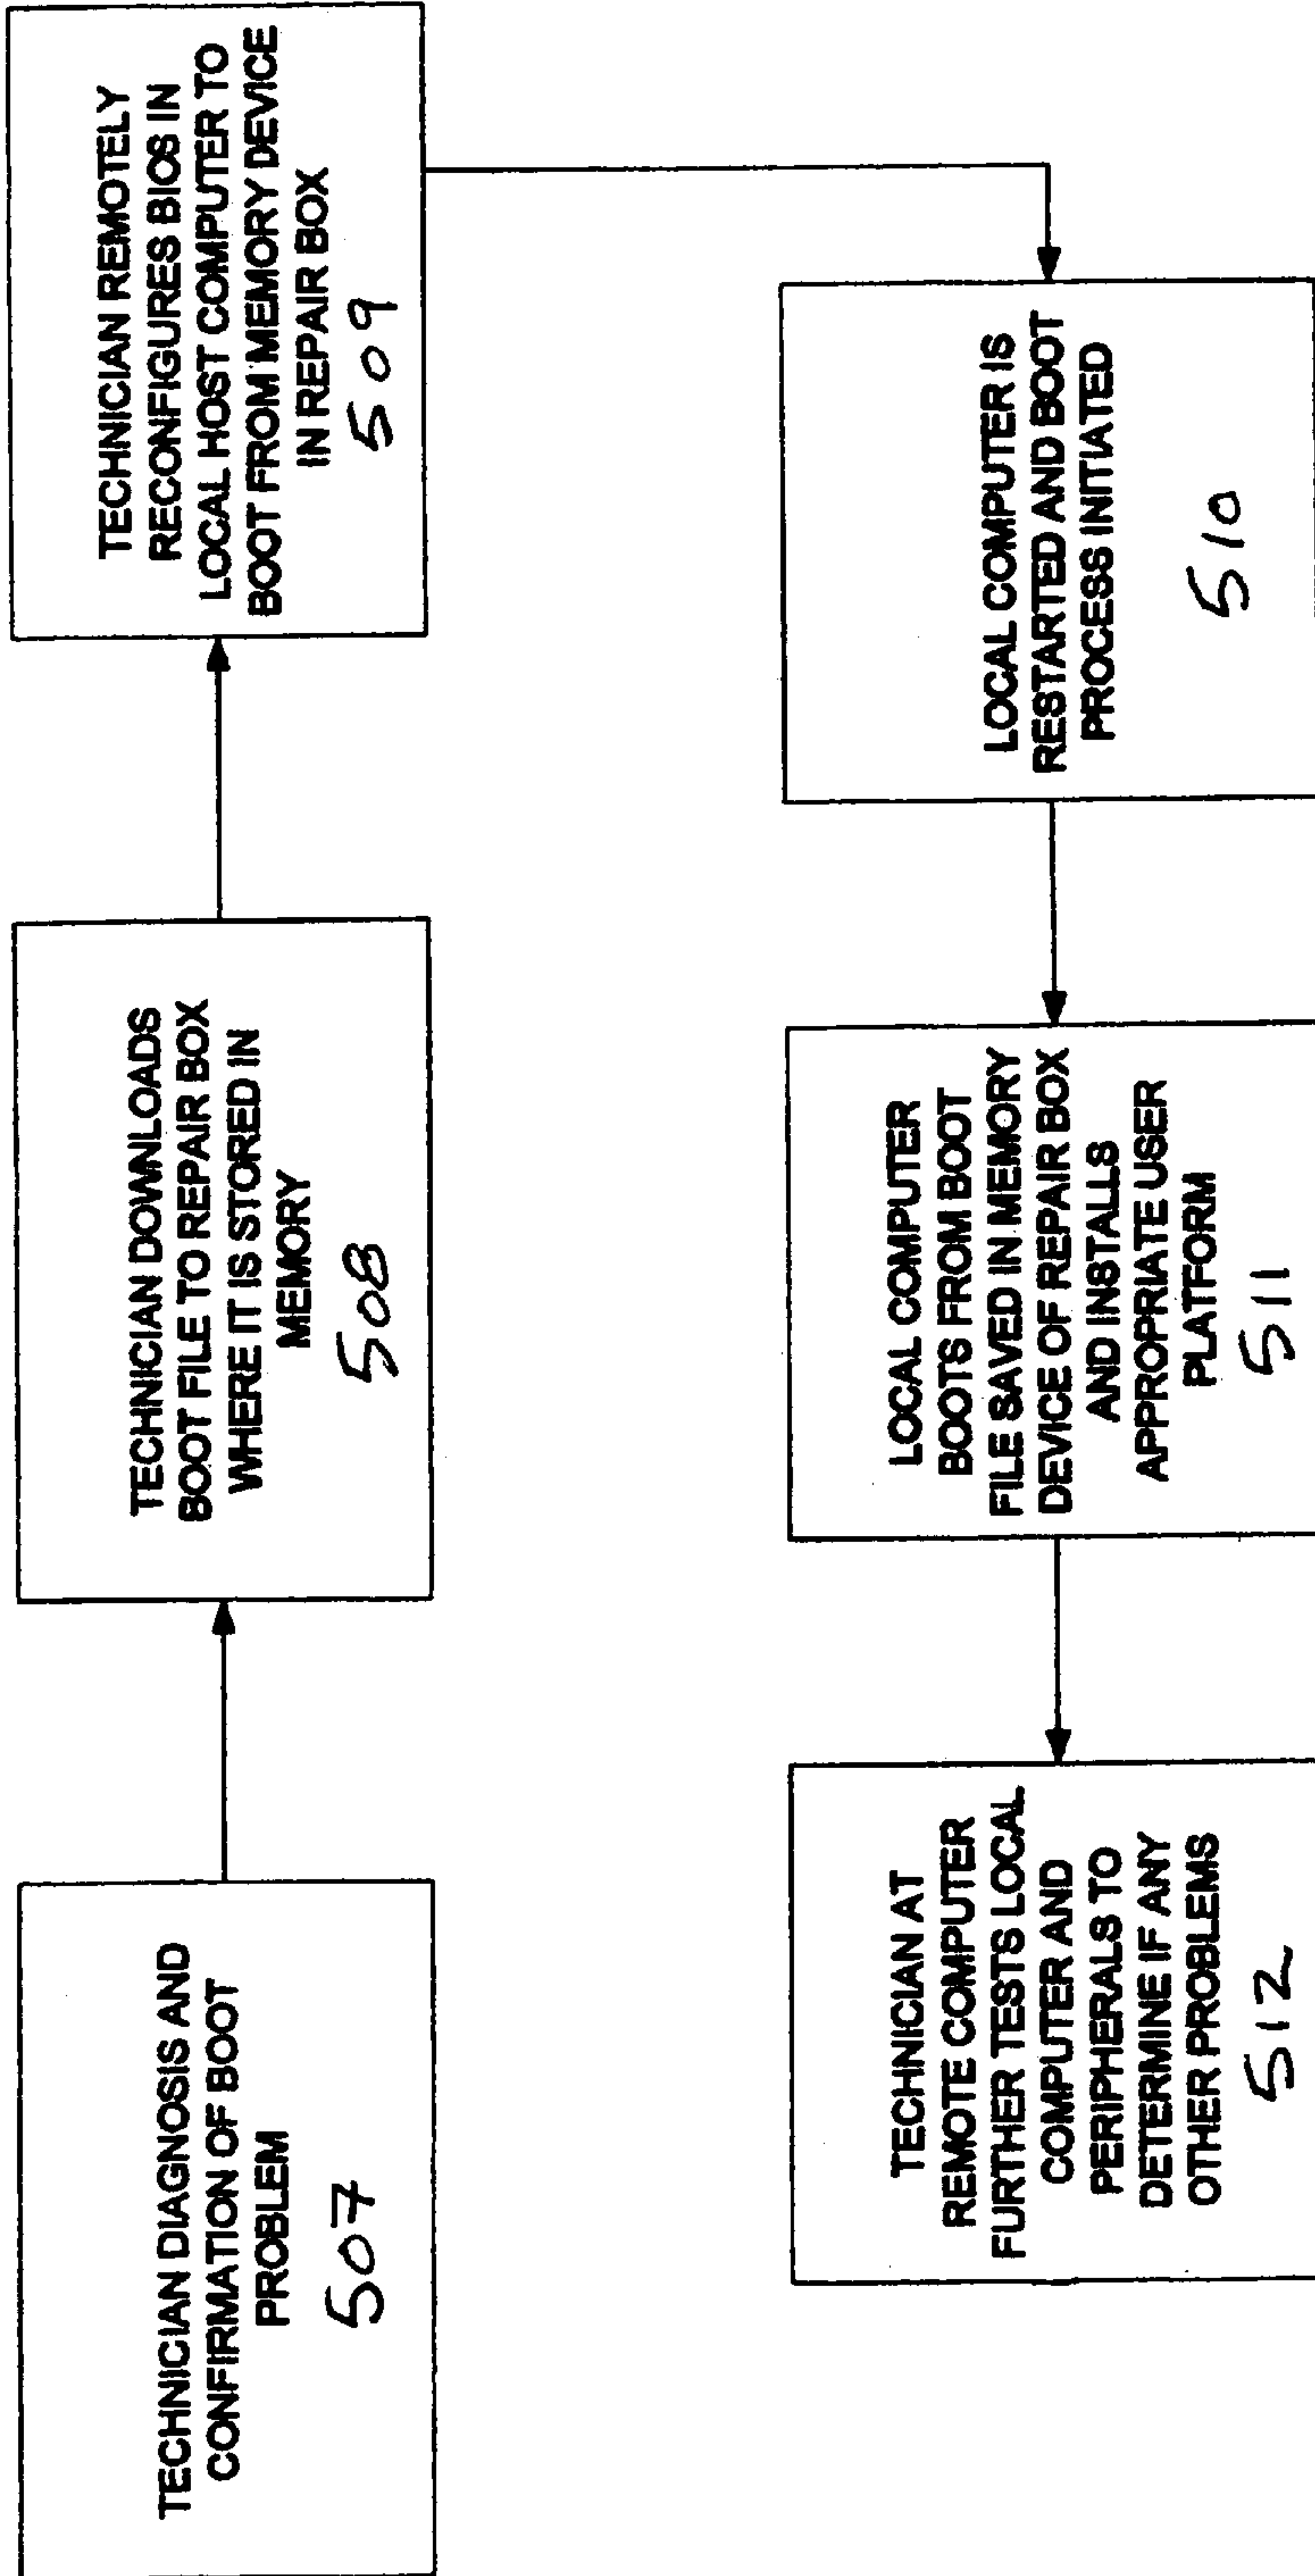 TECHNICIAN DIAGNOSIS AND
CONFIRMATION OF BOOT
PROBLEM
507
TECHNICIAN DOWNLOADS
BOOT FILE TO REPAIR BOX
WHERE IT IS STORED IN
MEMORY
508
TECHNICIAN REMOTELY
RECONFIGURES BIOS IN
LOCAL HOST COMPUTER TO
BOOT FROM MEMORY DEVICE
IN REPAIR BOX
509
LOCAL COMPUTER IS
RESTARTED AND BOOT
PROCESS INITIATED
510
LOCAL COMPUTER
BOOTS FROM BOOT
FILE SAVED IN MEMORY
DEVICE OF REPAIR BOX
AND INSTALLS
APPROPRIATE USER
PLATFORM
511
TECHNICIAN AT
REMOTE COMPUTER
FURTHER TESTS LOCAL
COMPUTER AND
PERIPHERALS TO
DETERMINE IF ANY
OTHER PROBLEMS
512